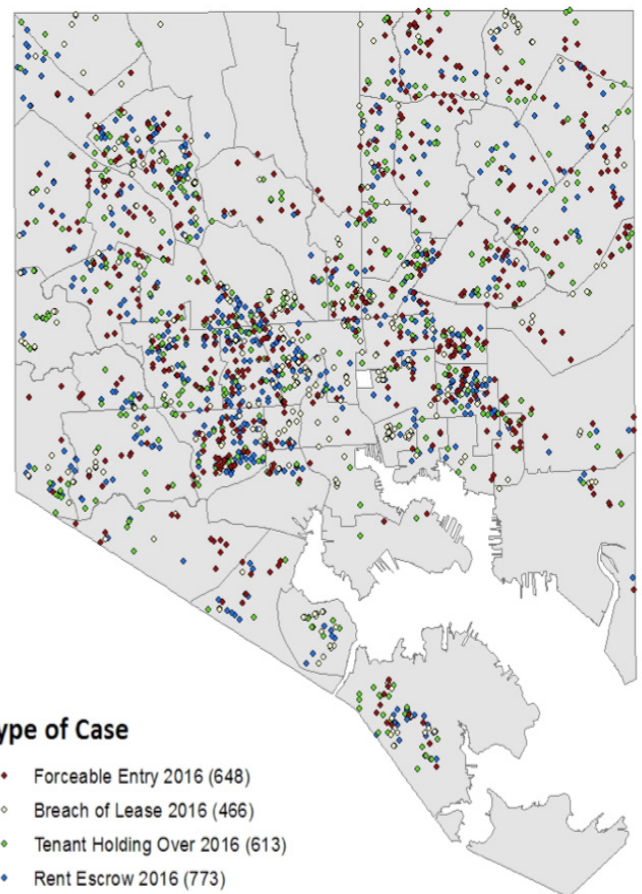 ype of Case
Forceable Entry 2016 (648)
Breach of Lease 2016 (466)
Tenant Holding Over 2016 (613)
Rent Escrow 2016 (773)